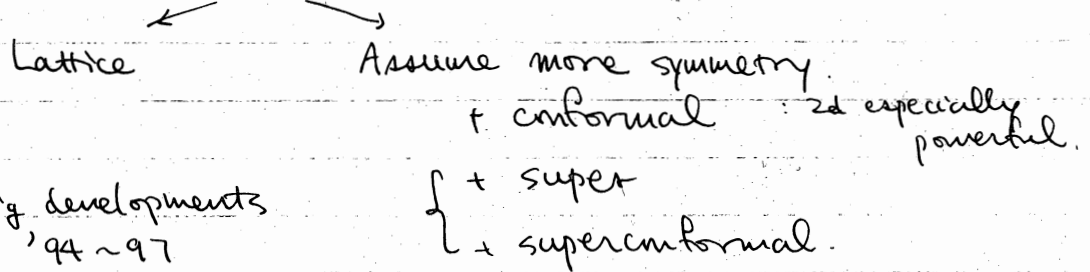 Lattice
Assume more symmetry.
+ conformal : 2d especially
powerful.
+ super
g developments
'94 ~ 97
+ superconformal.